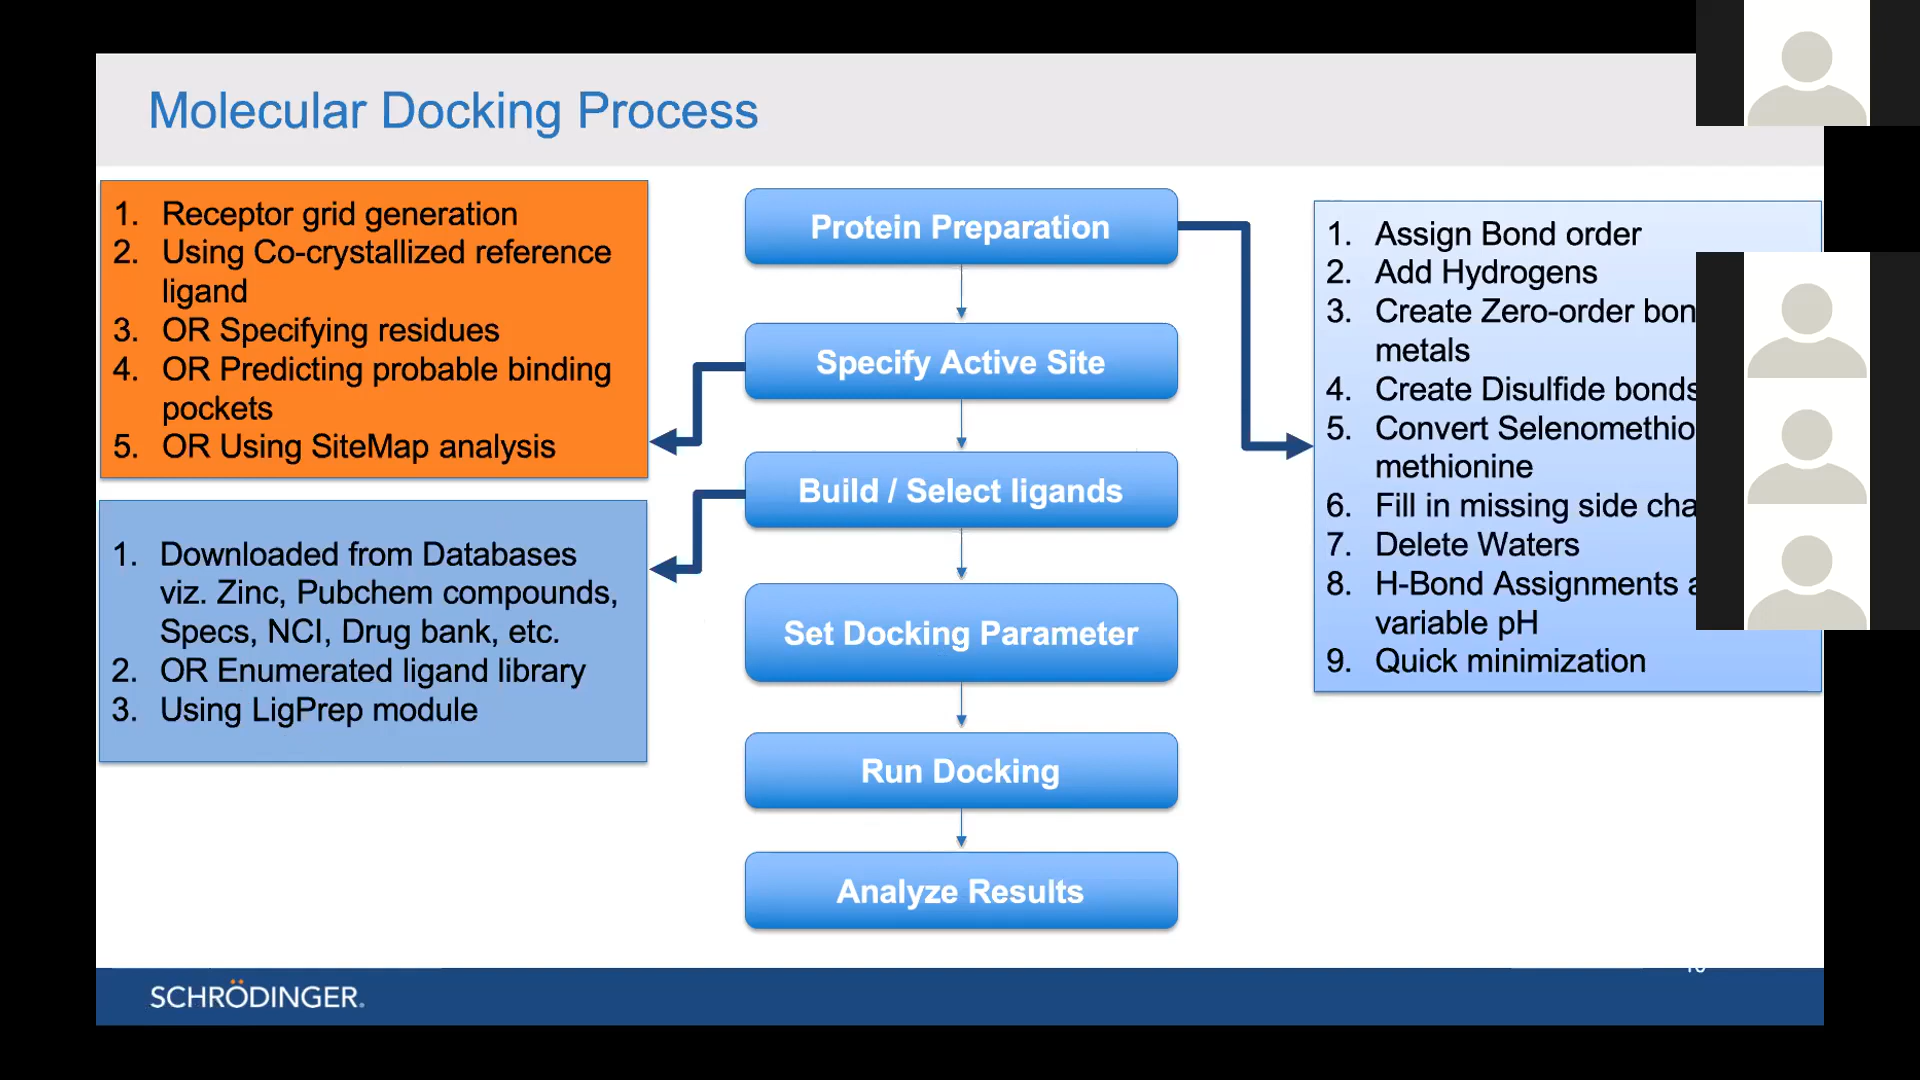 Molecular Docking Process
1. Receptor grid generation
2. Using Co-crystallized reference
ligand
3. OR Specifying residues
4. OR Predicting probable binding
pockets
5. OR Using SiteMap analysis
1. Downloaded from Databases
viz. Zinc, Pubchem compounds,
Specs, NCI, Drug bank, etc.
2. OR Enumerated ligand library
3. Using LigPrep module
Protein Preparation
Specify Active Site
Build / Select ligands
Set Docking Parameter
Run Docking
Analyze Results
1. Assign Bond order
2. Add Hydrogens
3. Create Zero-order
metals
4. Create Disulfide bonds
5. Convert
methionine
6. Fill in missing side
7. Delete Waters
8. H-Bond Assignments
variable pH
9. Quick minimization
SCHRÖDINGER.